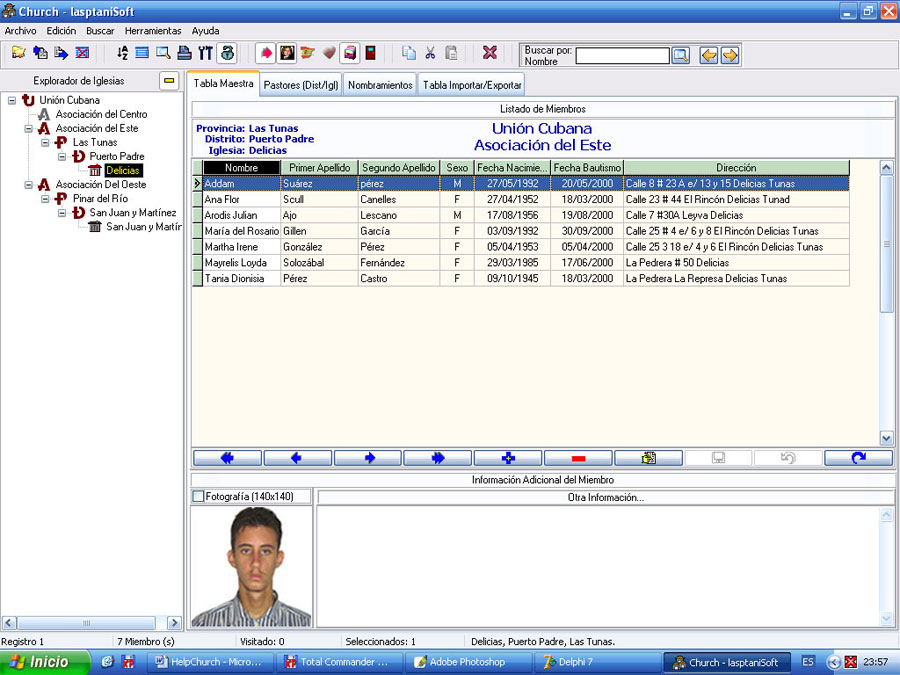 Church - lasptaniSoft
Archivo Edición Buscar Herramientas Ayuda
Buscar por:
Nombre
Explorador de Iglesias
Unión Cubana
Asociación del Centro
Asociación del Este
Las Tunas
Puerto Padre
Delicias
Asociación Del Oeste
Pinar del Río
San Juan y Martínez
San Juan y Martír
Tabla Maestra Pastores (Dist/Igl) Nombramientos Tabla Importar/Exportar
Listado de Miembros
Provincia: Las Tunas
Distrito: Puerto Padre
Iglesia: Delicias
Unión Cubana
Asociación del Este
Nombre Primer Apellido Segundo Apellido Sexo Fecha Nacimie... Fecha Bautismo Dirección
Addam Suárez pérez M 27/05/1992 20/05/2000 Calle 8 # 23 A e/ 13 y 15 Delicias Tunas
Ana Flor Scull Canelles F 27/04/1952 18/03/2000 Calle 23 # 44 El Rincón Delicias Tunad
Arodis Julian Ajo Lescano M 17/08/1956 19/08/2000 Calle 7 #30A Leyva Delicias
María del Rosario Gillen García F 03/09/1992 30/09/2000 Calle 25 # 4 e/ 6 y 8 El Rincón Delicias Tunas
Martha Irene González Pérez F 05/04/1953 05/04/2000 Calle 25 3 18 e/ 4 y 6 El Rincón Delicias Tunas
Mayrelis Loyda Solozábal Fernández F 29/03/1985 17/06/2000 La Pedrera # 50 Delicias
Tania Dionisia Pérez Castro F 09/10/1945 18/03/2000 La Pedrera La Represa Delicias Tunas
Información Adicional del Miembro
Fotografía (140x140)
Otra Información...
Registro 1 7 Miembro (s) Visitado: 0 Seleccionados: 1 Delicias, Puerto Padre, Las Tunas.
Inicio HelpChurch - Micro... Total Commander ... Adobe Photoshop Delphi 7 Church - lasptaniSoft ES 23:57